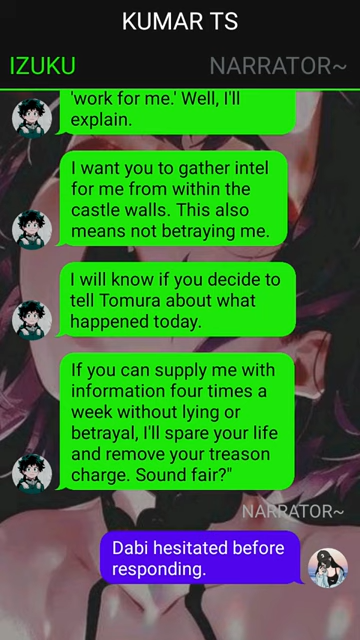 KUMAR TS
IZUKU
NARRATOR~
'work for me.' Well, I'll
explain.
I want you to gather intel
for me from within the
castle walls. This also
means not betraying me.
I will know if you decide to
tell Tomura about what
happened today.
If you can supply me with
information four times a
week without lying or
betrayal, I'll spare your life
and remove your treason
charge. Sound fair?"
NARRATOR~
Dabi hesitated before
responding.